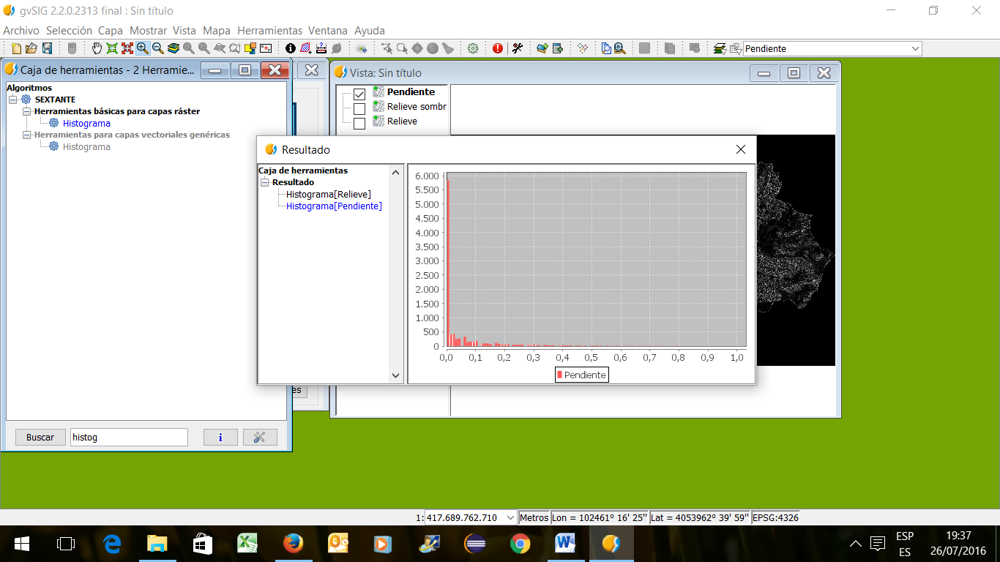 gvSIG 2.2.0.2313 final : Sin título
Archivo Selección Capa Mostrar Vista Mapa Herramientas Ventana Ayuda
Pendiente
Caja de herramientas - 2 Herramie...
Algoritmos
SEXTANTE
Herramientas básicas para capas ráster
Histograma
Herramientas para capas vectoriales genéricas
Histograma
Buscar
histog
es
Vista: Sin título
Pendiente
Relieve sombr
Relieve
Resultado
Caja de herramientas
Resultado
Histograma[Relieve]
Histograma[Pendiente]
6.000
5.500
5.000
4.500
4.000
3.500
3.000
2.500
2.000
1.500
1.000
500
0
0,0 0,1 0,2 0,3 0,4 0,5 0,6 0,7 0,8 0,9 1,0
Pendiente
1: 417.689.762.710 Metros Lon = 102461° 16' 25" Lat = 4053962° 39' 59" EPSG:4326
ESP
ES
19:37
26/07/2016